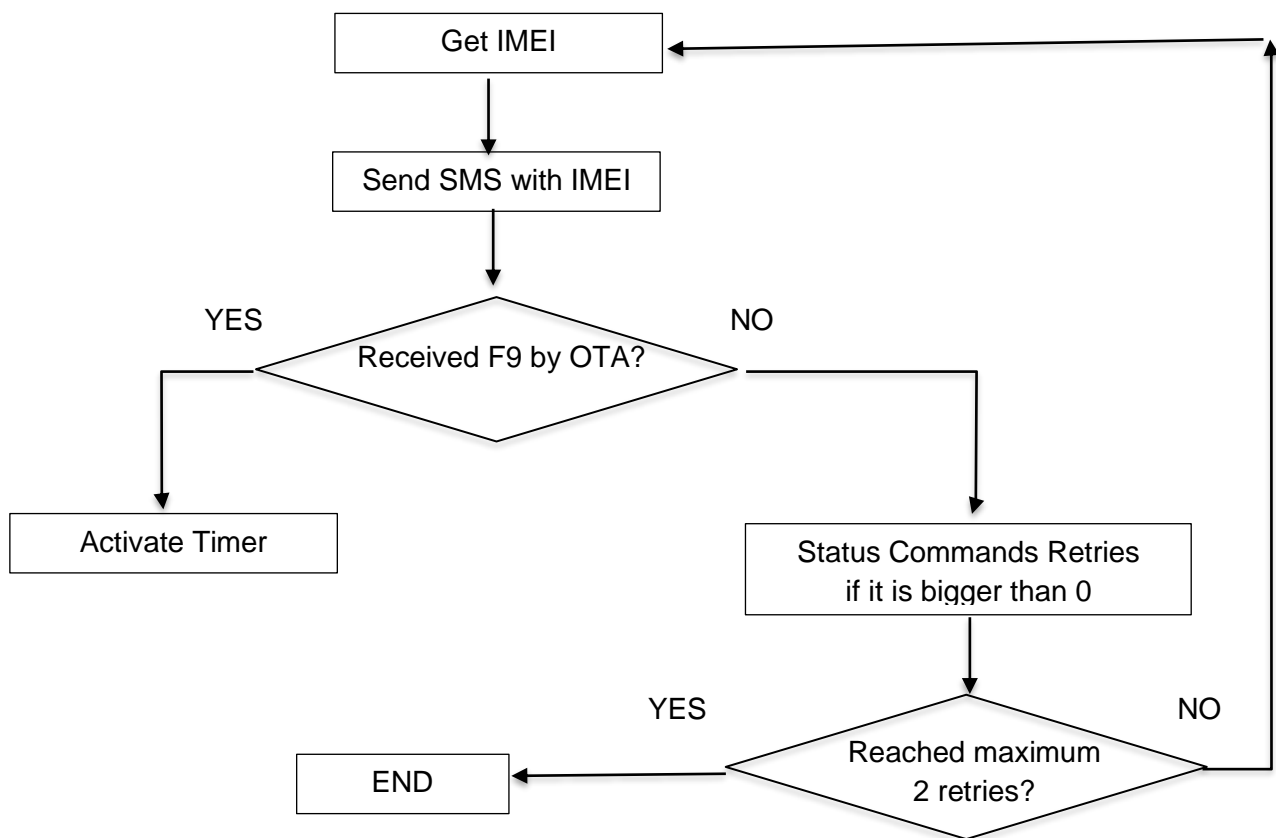 Get IMEI
Send SMS with IMEI
YES
NO
Received F9 by OTA?
Activate Timer
Status Commands Retries
if it is bigger than 0
YES
NO
Reached maximum
2 retries?
END